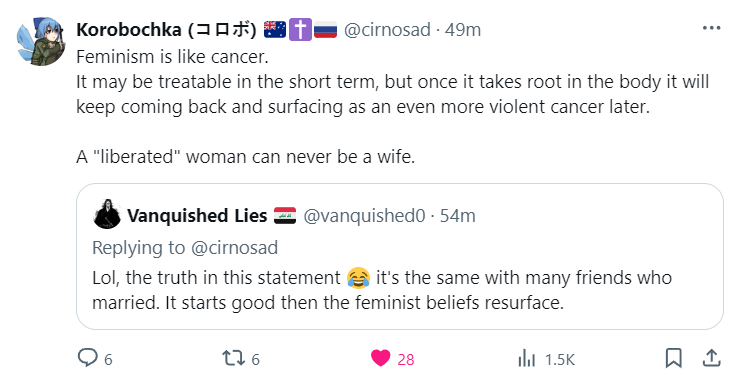 Korobochka (コロボ) 🇦🇺✝️🇷🇺 @cirnosad · 49m
Feminism is like cancer.
It may be treatable in the short term, but once it takes root in the body it will
keep coming back and surfacing as an even more violent cancer later.
A "liberated" woman can never be a wife.
Vanquished Lies 🇮🇶 @vanquished0 · 54m
Replying to @cirnosad
Lol, the truth in this statement 😂 it's the same with many friends who
married. It starts good then the feminist beliefs resurface.
6 6 28 1.5K